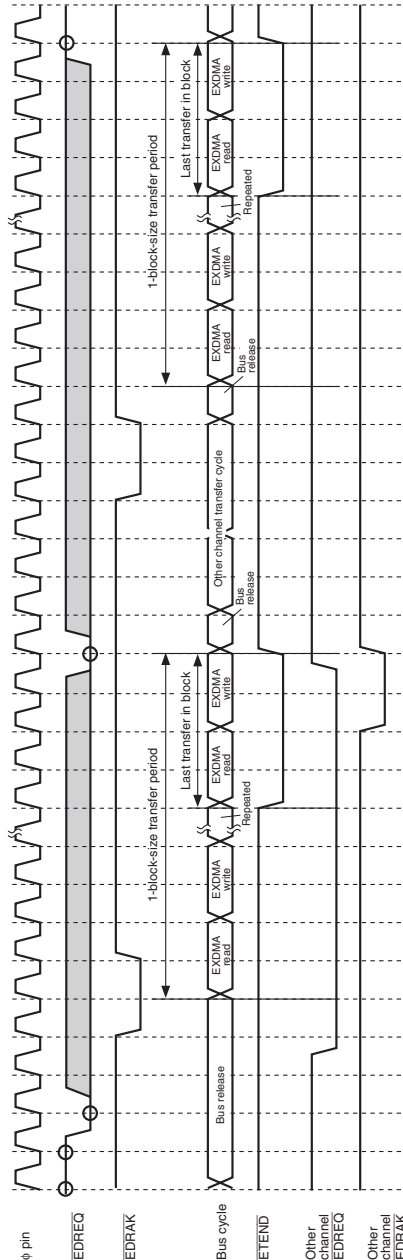 φ pin
EDREQ
EDRAK
1-block-size transfer period
1-block-size transfer period
Last transfer in block
Last transfer in block
Bus cycle
Bus release
EXDMA
read
EXDMA
write
Repeated
EXDMA
read
EXDMA
write
Bus
release
Other channel transfer cycle
Bus
release
EXDMA
read
EXDMA
write
Repeated
EXDMA
read
EXDMA
write
ETEND
Other
channel
EDREQ
Other
channel
EDRAK